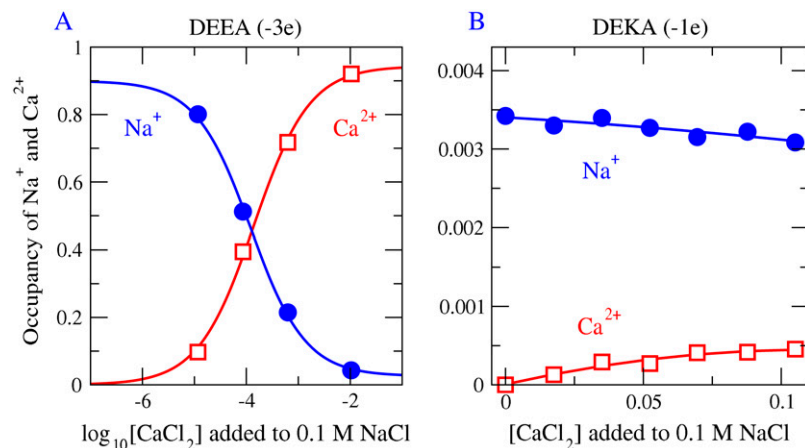 A
DEEA (-3e)
Occupancy of Na⁺ and Ca²⁺
1
0.8
0.6
0.4
0.2
0
Na⁺
Ca²⁺
-6
-4
-2
log₁₀[CaCl₂] added to 0.1 M NaCl
B
DEKA (-1e)
0.004
0.003
0.002
0.001
0
Na⁺
Ca²⁺
0
0.05
0.1
[CaCl₂] added to 0.1 M NaCl